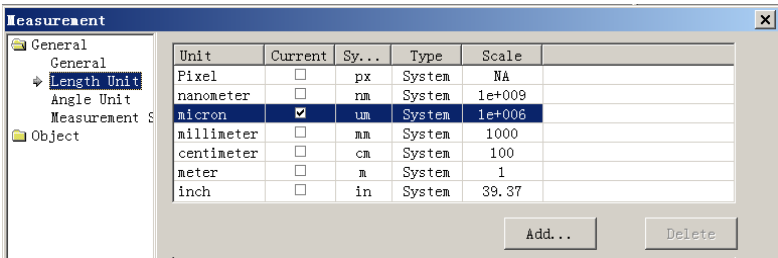 Measurement
General
General
Length Unit
Angle Unit
Measurement S
Object
Unit Current Sy... Type Scale
Pixel px System NA
nanometer nm System 1e+009
micron um System 1e+006
millimeter mm System 1000
centimeter cm System 100
meter m System 1
inch in System 39.37
Add... Delete